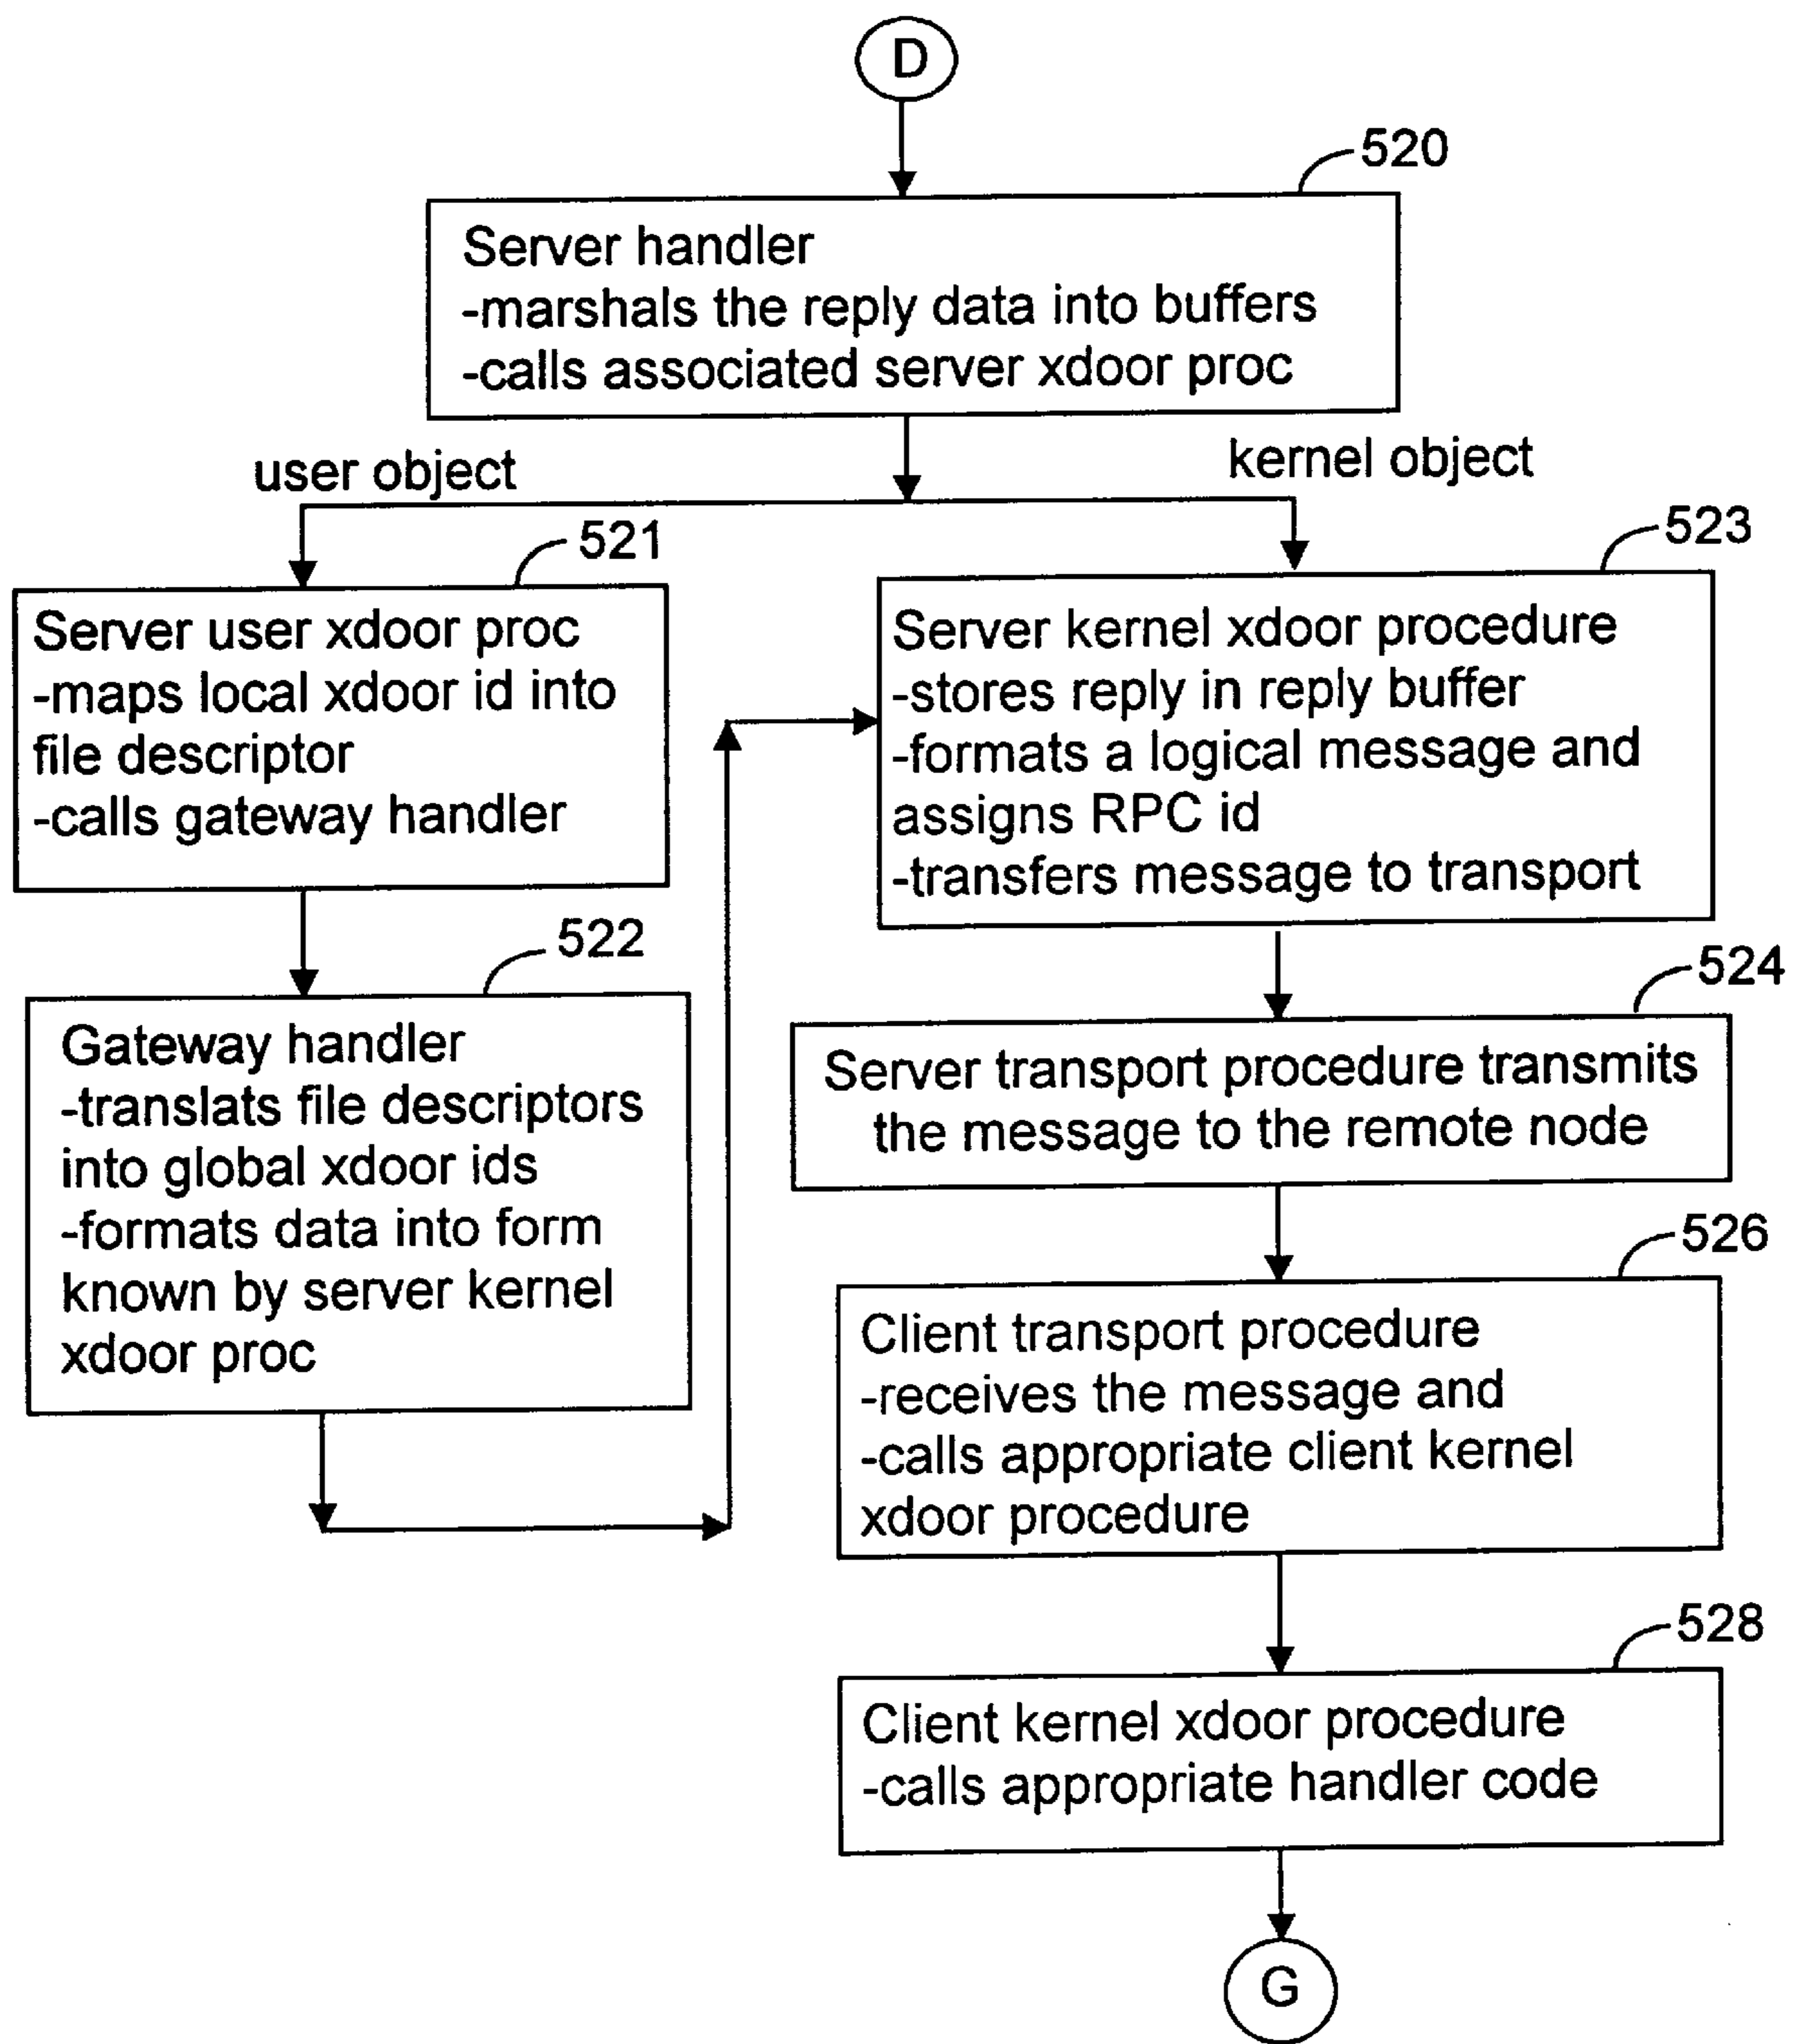 D
520
Server handler
-marshals the reply data into buffers
-calls associated server xdoor proc
user object
kernel object
521
Server user xdoor proc
-maps local xdoor id into
file descriptor
-calls gateway handler
522
Gateway handler
-translats file descriptors
into global xdoor ids
-formats data into form
known by server kernel
xdoor proc
523
Server kernel xdoor procedure
-stores reply in reply buffer
-formats a logical message and
assigns RPC id
-transfers message to transport
524
Server transport procedure transmits
the message to the remote node
526
Client transport procedure
-receives the message and
-calls appropriate client kernel
xdoor procedure
528
Client kernel xdoor procedure
-calls appropriate handler code
G